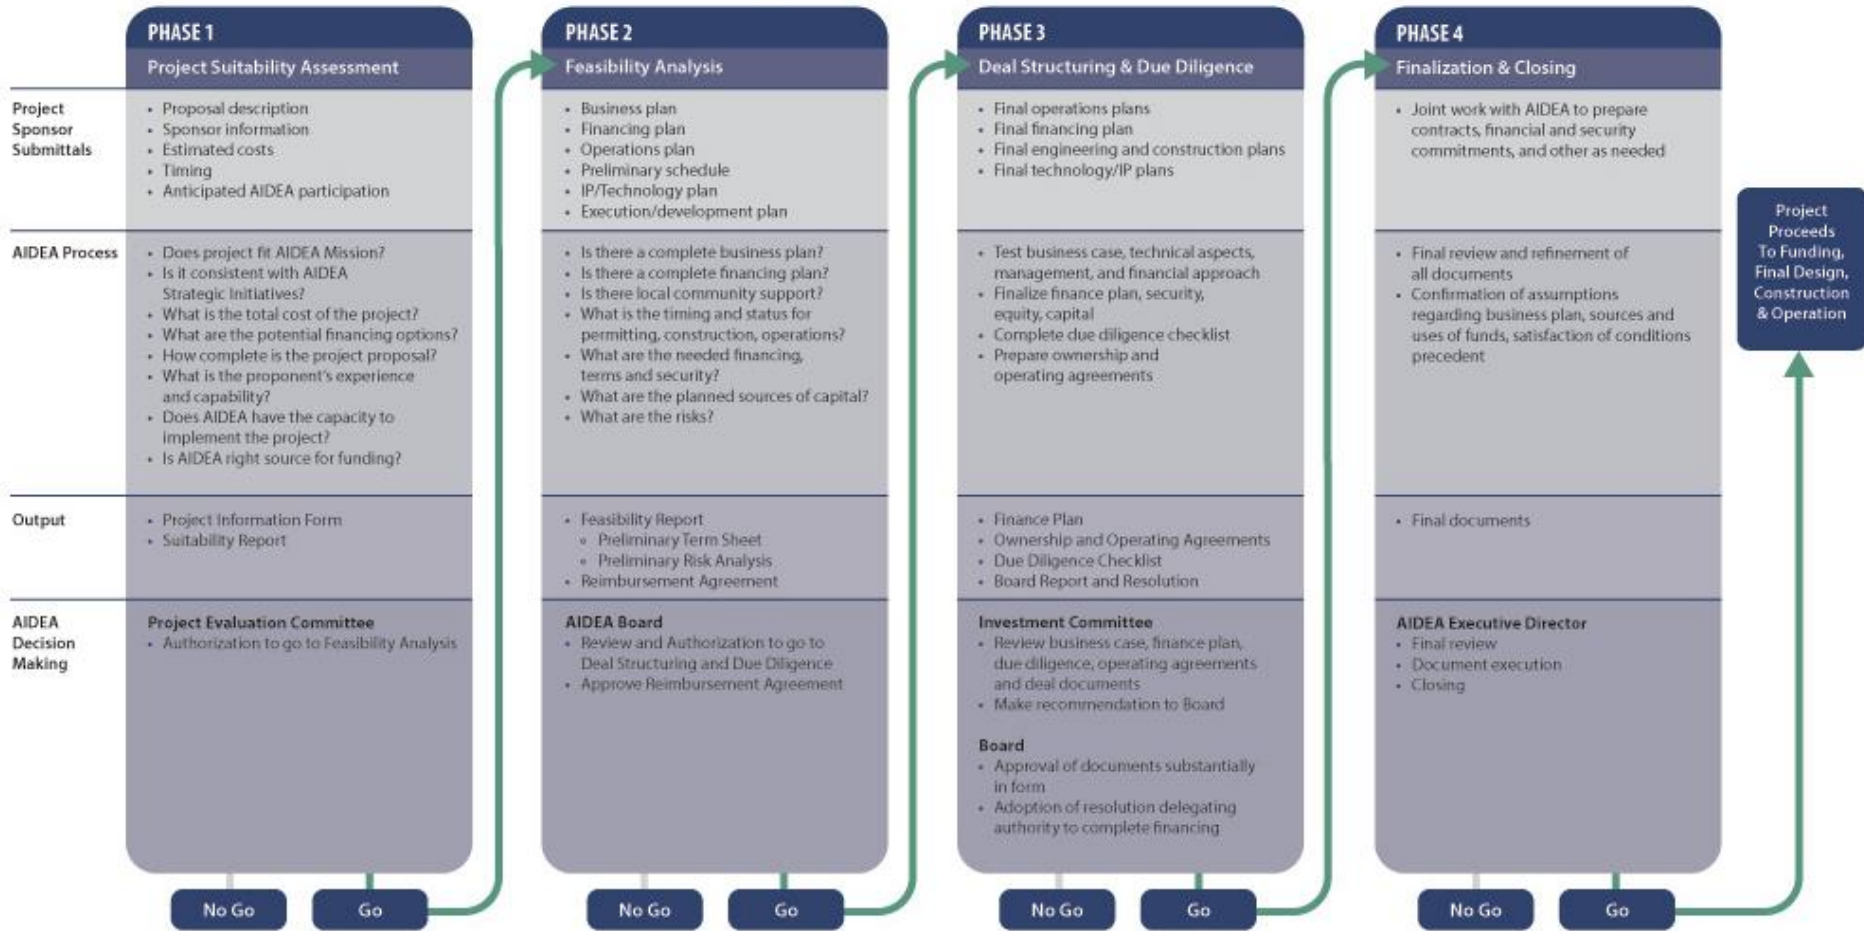 PHASE 1
Project Suitability Assessment
PHASE 2
Feasibility Analysis
PHASE 3
Deal Structuring & Due Diligence
PHASE 4
Finalization & Closing
Project
Sponsor
Submittals
• Proposal description
• Sponsor information
• Estimated costs
• Timing
• Anticipated AIDEA participation
• Business plan
• Financing plan
• Operations plan
• Preliminary schedule
• IP/Technology plan
• Execution/development plan
• Final operations plans
• Final financing plan
• Final engineering and construction plans
• Final technology/IP plans
• Joint work with AIDEA to prepare
contracts, financial and security
commitments, and other as needed
AIDEA Process
• Does project fit AIDEA Mission?
• Is it consistent with AIDEA
Strategic Initiatives?
• What is the total cost of the project?
• What are the potential financing options?
• How complete is the project proposal?
• What is the proponent's experience
and capability?
• Does AIDEA have the capacity to
implement the project?
• Is AIDEA right source for funding?
• Is there a complete business plan?
• Is there a complete financing plan?
• Is there local community support?
• What is the timing and status for
permitting, construction, operations?
• What are the needed financing,
terms and security?
• What are the planned sources of capital?
• What are the risks?
• Test business case, technical aspects,
management, and financial approach
• Finalize finance plan, security,
equity, capital
• Complete due diligence checklist
• Prepare ownership and
operating agreements
• Final review and refinement of
all documents
• Confirmation of assumptions
regarding business plan, sources and
uses of funds, satisfaction of conditions
precedent
Output
• Project Information Form
• Suitability Report
• Feasibility Report
• Preliminary Term Sheet
• Preliminary Risk Analysis
• Reimbursement Agreement
• Finance Plan
• Ownership and Operating Agreements
• Due Diligence Checklist
• Board Report and Resolution
• Final documents
AIDEA
Decision
Making
Project Evaluation Committee
• Authorization to go to Feasibility Analysis
AIDEA Board
• Review and Authorization to go to
Deal Structuring and Due Diligence
• Approve Reimbursement Agreement
Investment Committee
• Review business case, finance plan,
due diligence, operating agreements
and deal documents
• Make recommendation to Board
Board
• Approval of documents substantially
in form
• Adoption of resolution delegating
authority to complete financing
AIDEA Executive Director
• Final review
• Document execution
• Closing
No Go
Go
No Go
Go
No Go
Go
No Go
Go
Project
Proceeds
To Funding,
Final Design,
Construction
& Operation